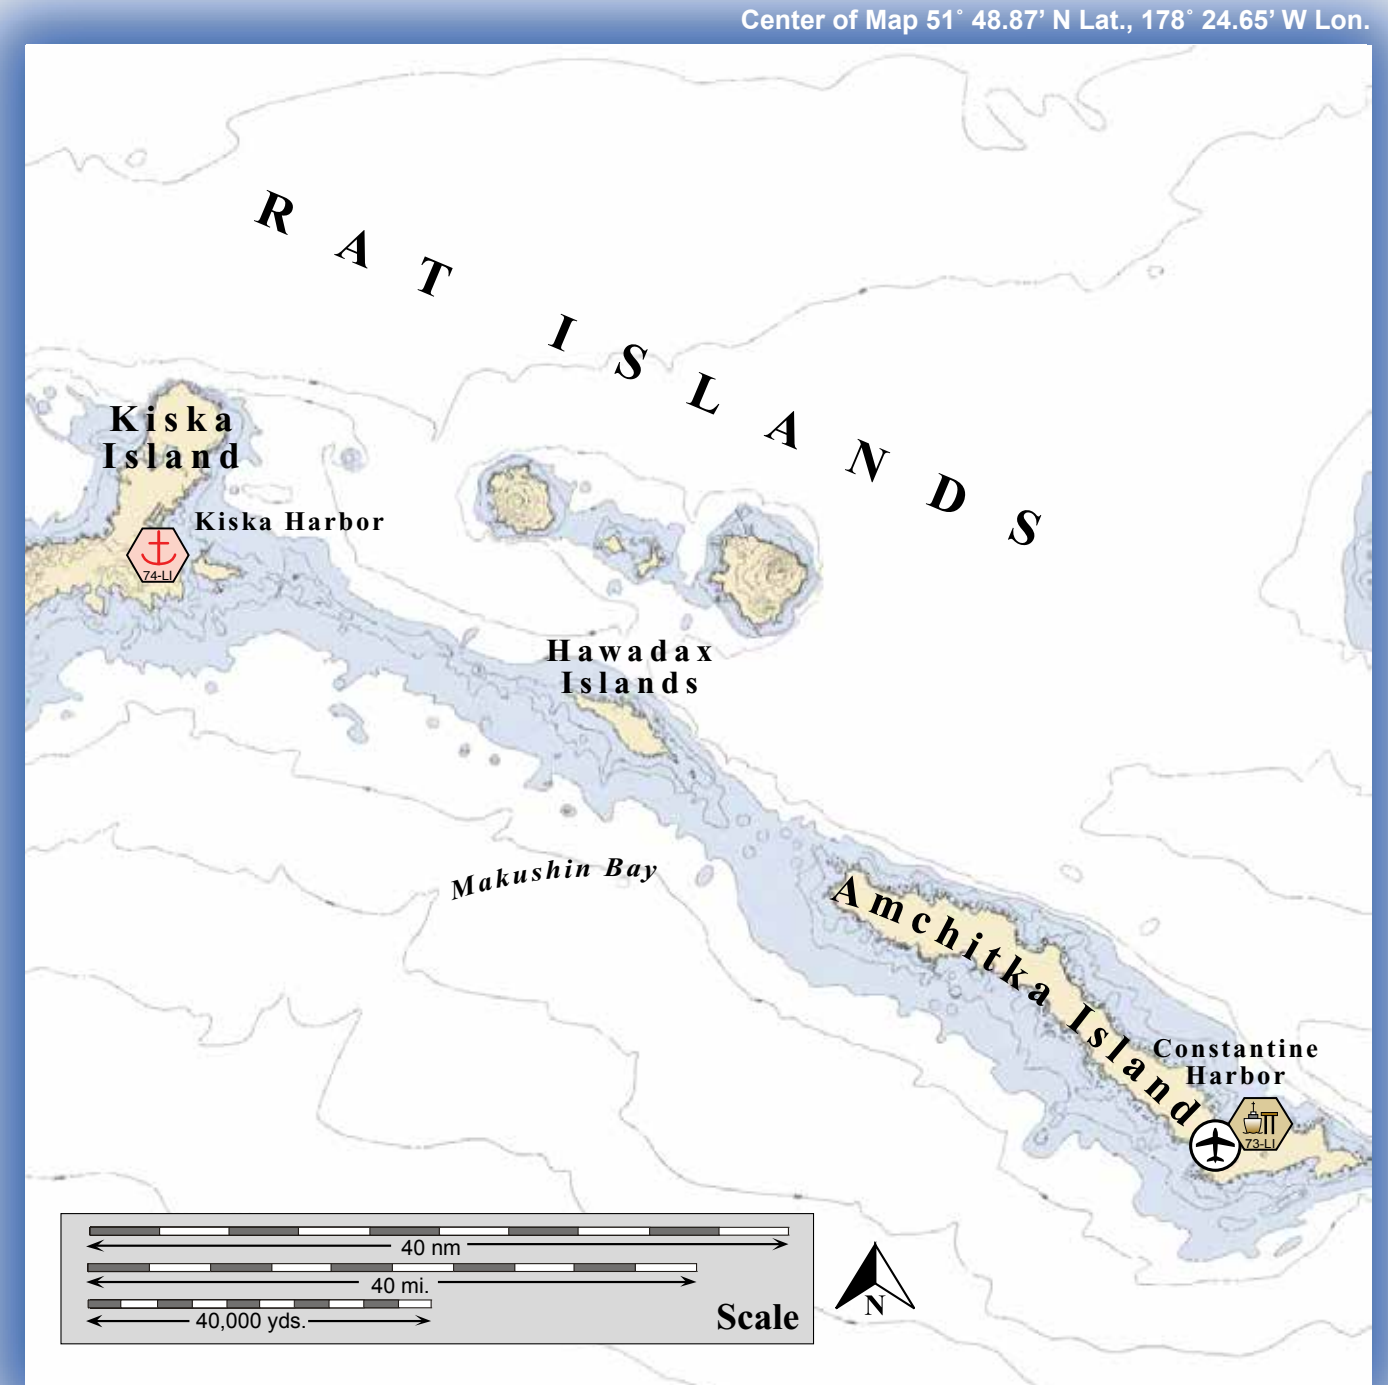 Center of Map 51˚ 48.87’ N Lat., 178˚ 24.65’ W Lon.
RAT ISLANDS
Kiska
Island
Kiska Harbor
74-LI
Hawadax
Islands
Makushin Bay
Amchitka Island
Constantine
Harbor
73-LI
40 nm
40 mi.
40,000 yds.
Scale
N